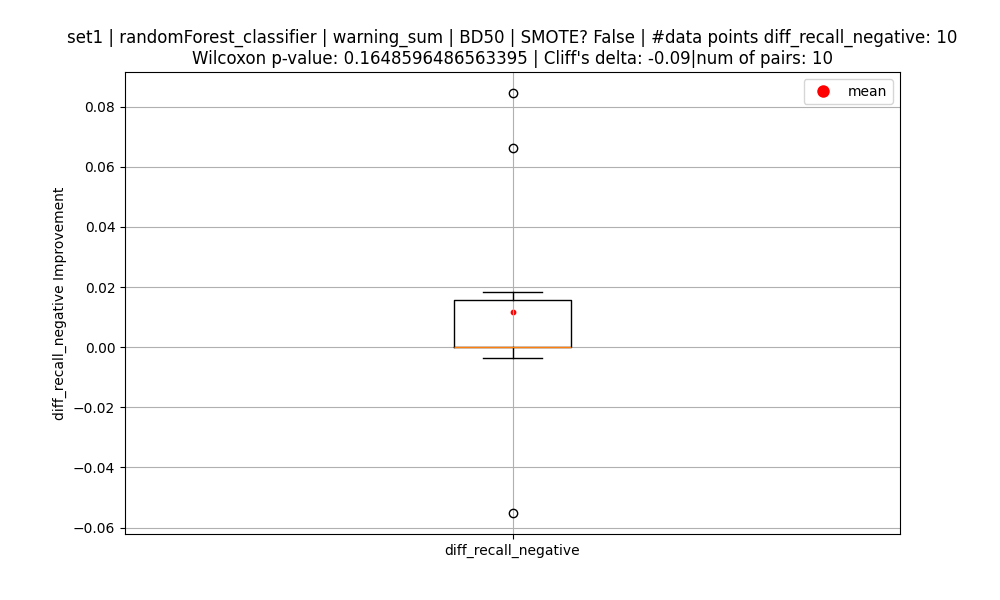 set1 | randomForest_classifier | warning_sum | BD50 | SMOTE? False | #data points diff_recall_negative: 10
Wilcoxon p-value: 0.1648596486563395 | Cliff's delta: -0.09|num of pairs: 10
mean
0.08
0.06
0.04
0.02
0.00
−0.02
−0.04
−0.06
diff_recall_negative Improvement
diff_recall_negative